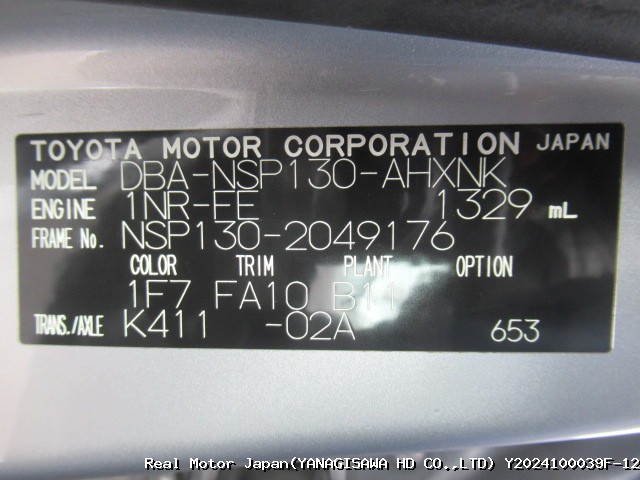 TOYOTA MOTOR CORPORATION JAPAN
MODEL DBA-NSP130-AHXNK
ENGINE 1NR-FE 1329 mL
FRAME No. NSP130-2049176
COLOR TRIM PLANT OPTION
1F7 FA10 B11
TRANS./AXLE K411 -02A 653
Real Motor Japan(YANAGISAWA HD CO.,LTD) Y2024100039F-12